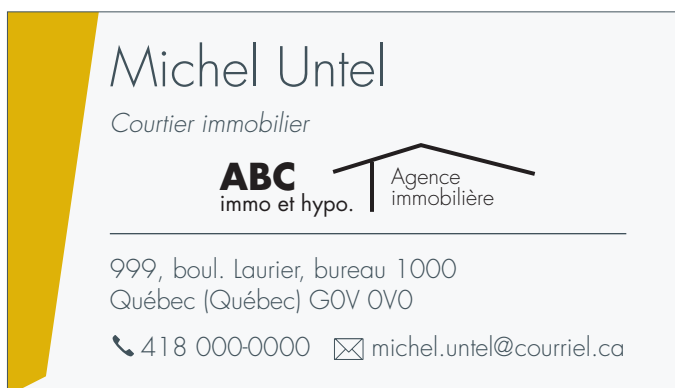 Michel Untel
Courtier immobilier
ABC
immo et hypo.
Agence
immobilière
999, boul. Laurier, bureau 1000
Québec (Québec) G0V 0V0
418 000-0000 michel.untel@courriel.ca